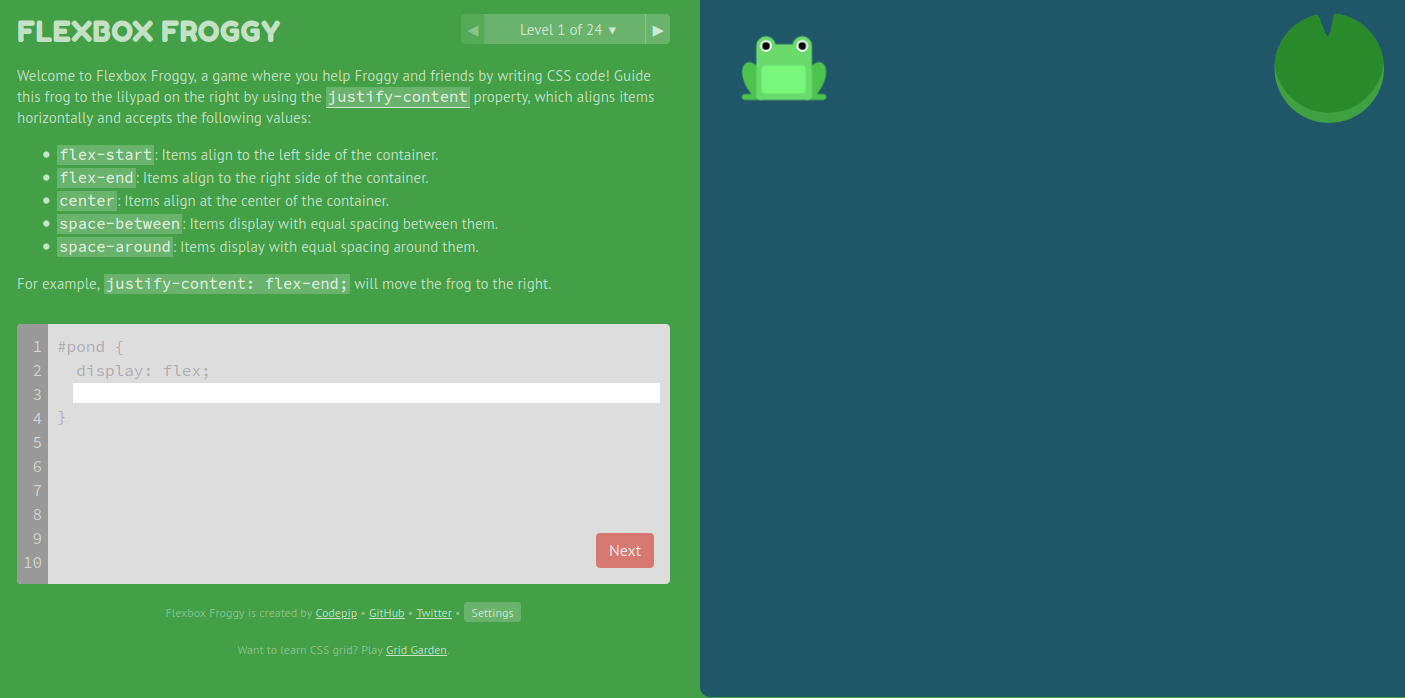 FLEXBOX FROGGY
◀ Level 1 of 24 ▼ ▶
Welcome to Flexbox Froggy, a game where you help Froggy and friends by writing CSS code! Guide
this frog to the lilypad on the right by using the justify-content property, which aligns items
horizontally and accepts the following values:
• flex-start: Items align to the left side of the container.
• flex-end: Items align to the right side of the container.
• center: Items align at the center of the container.
• space-between: Items display with equal spacing between them.
• space-around: Items display with equal spacing around them.
For example, justify-content: flex-end; will move the frog to the right.
1 #pond {
2 display: flex;
3
4 }
5
6
7
8
9
Next
10
Flexbox Froggy is created by Codepip • GitHub • Twitter • Settings
Want to learn CSS grid? Play Grid Garden.